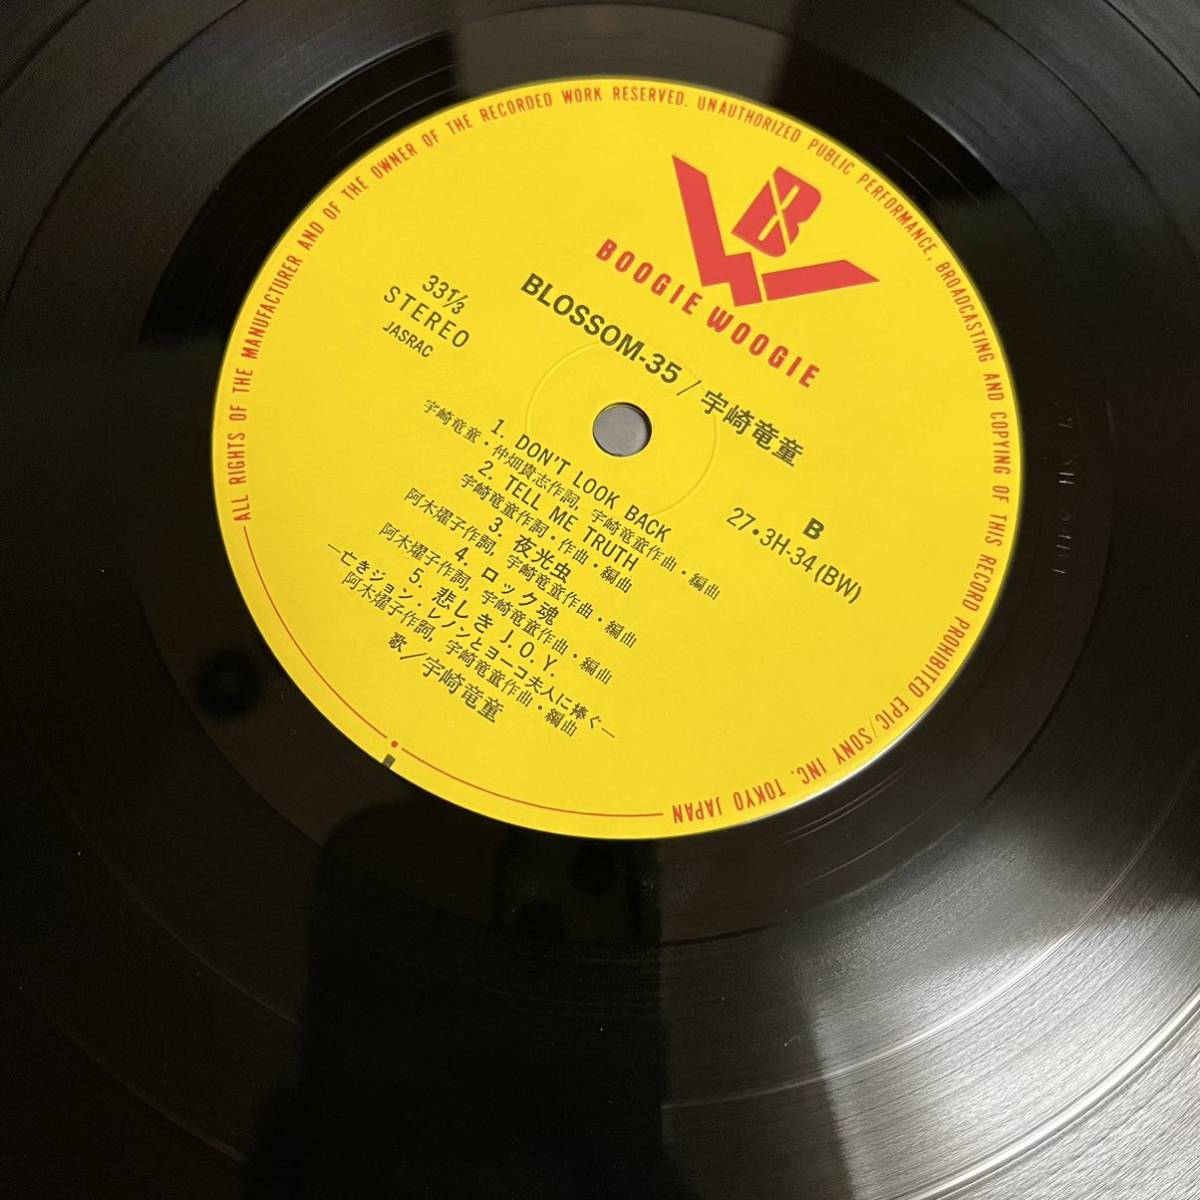 ALL RIGHTS OF THE MANUFACTURER AND OF THE OWNER OF THE RECORDED WORK RESERVED. UNAUTHORIZED PUBLIC PERFORMANCE, BROADCASTING AND COPYING OF THIS RECORD PROHIBITED EPIC/SONY INC. TOKYO JAPAN
B
BOOGIE WOOGIE
BLOSSOM-35 / 宇崎竜童
33 1/3
STEREO
JASRAC
B
27・3H-34(BW)
1. DON'T LOOK BACK
宇崎竜童・仲畑貴志作詞, 宇崎竜童作曲・編曲
2. TELL ME TRUTH
宇崎竜童作詞・作曲・編曲
3. 夜光虫
阿木燿子作詞, 宇崎竜童作曲・編曲
4. ロック魂
阿木燿子作詞, 宇崎竜童作曲・編曲
5. 悲しき J.O.Y.
—亡きジョン・レノンとヨーコ夫人に捧ぐ—
阿木燿子作詞, 宇崎竜童作曲・編曲
歌／宇崎竜童